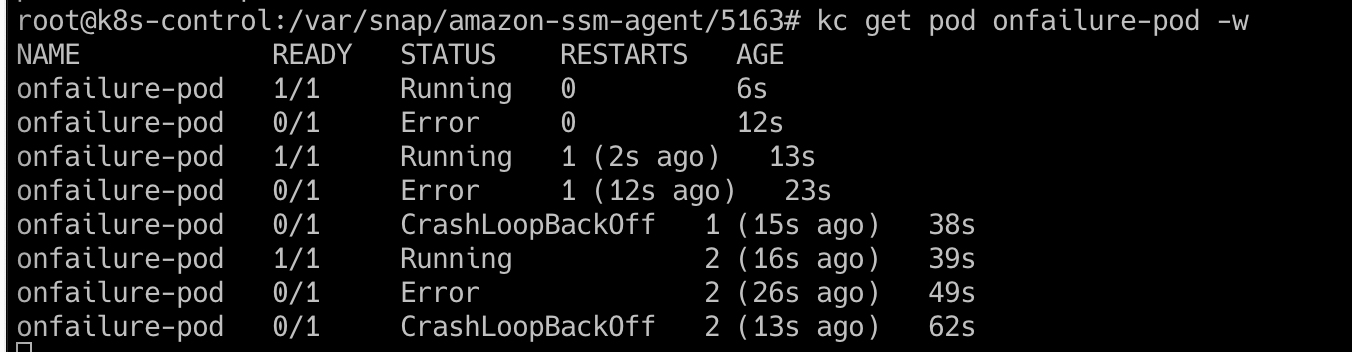 root@k8s-control:/var/snap/amazon-ssm-agent/5163# kc get pod onfailure-pod -w
NAME            READY   STATUS    RESTARTS   AGE
onfailure-pod   1/1     Running   0          6s
onfailure-pod   0/1     Error     0          12s
onfailure-pod   1/1     Running   1 (2s ago)   13s
onfailure-pod   0/1     Error     1 (12s ago)   23s
onfailure-pod   0/1     CrashLoopBackOff   1 (15s ago)   38s
onfailure-pod   1/1     Running            2 (16s ago)   39s
onfailure-pod   0/1     Error              2 (26s ago)   49s
onfailure-pod   0/1     CrashLoopBackOff   2 (13s ago)   62s